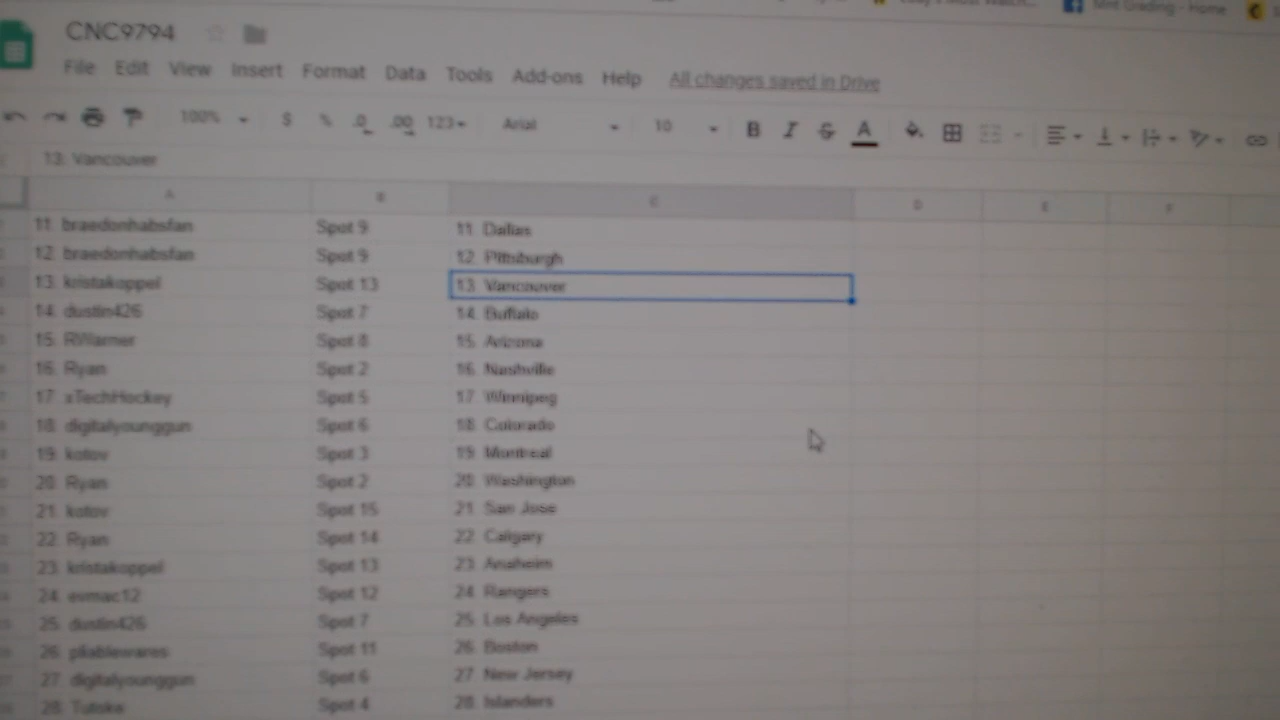 CNC9794
File Edit View Insert Format Data Tools Add-ons Help All changes saved in Drive
100% $ % .0 .00 123 Arial 10 B I S A
13. Vancouver
A B C D E F
11. braedonhabsfan Spot 9 11. Dallas
12. braedonhabsfan Spot 9 12. Pittsburgh
13. kristakoppel Spot 13 13. Vancouver
14. dustin426 Spot 7 14. Buffalo
15. RWarner Spot 8 15. Arizona
16. Ryan Spot 2 16. Nashville
17. xTechHockey Spot 5 17. Winnipeg
18. digitalyounggun Spot 6 18. Colorado
19. kotov Spot 3 19. Montreal
20. Ryan Spot 2 20. Washington
21. kotov Spot 15 21. San Jose
22. Ryan Spot 14 22. Calgary
23. kristakoppel Spot 13 23. Anaheim
24. evmac12 Spot 12 24. Rangers
25. dustin426 Spot 7 25. Los Angeles
26. pliablewares Spot 11 26. Boston
27. digitalyounggun Spot 6 27. New Jersey
28. Tutske Spot 4 28. Islanders